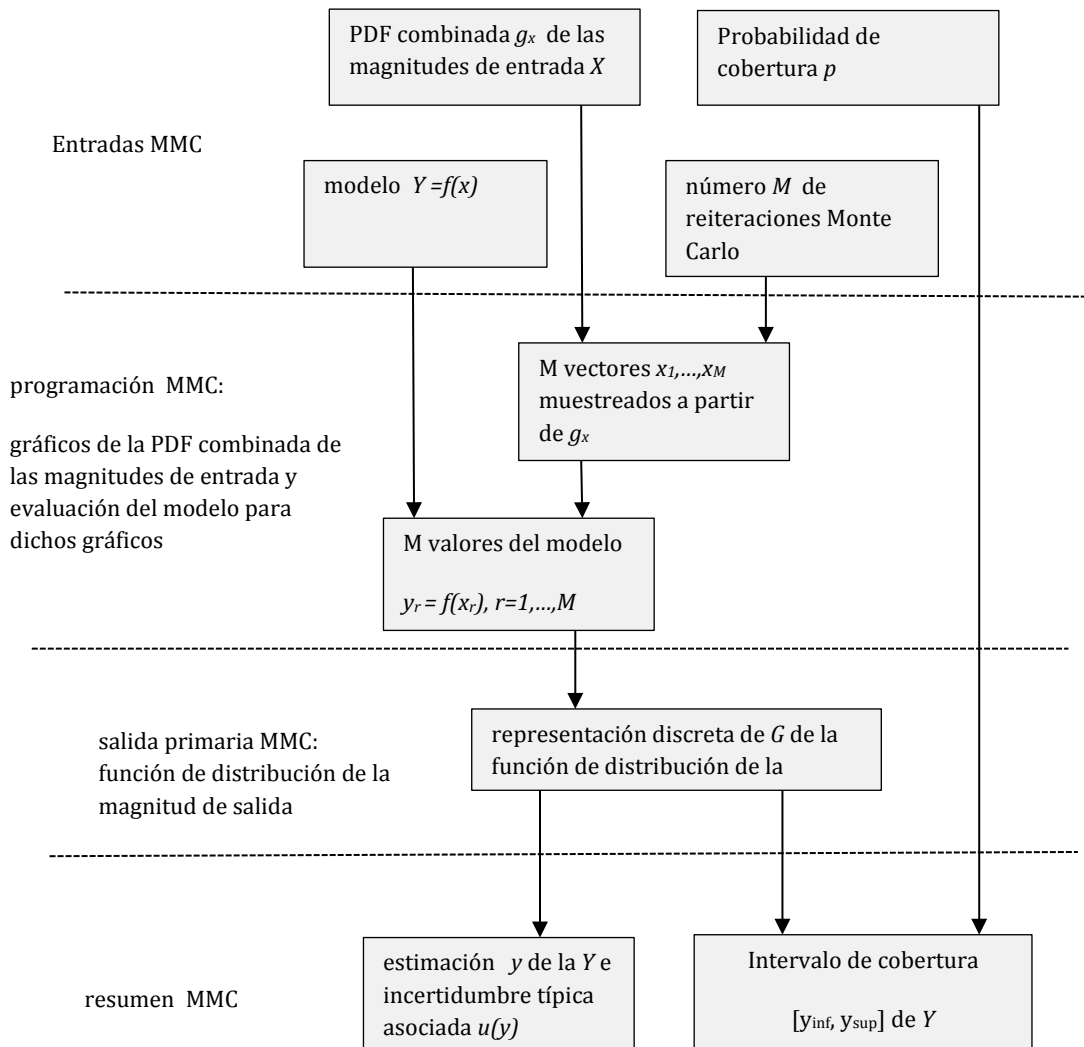 PDF combinada gx de las
magnitudes de entrada X
Probabilidad de
cobertura p
Entradas MMC
modelo Y =f(x)
número M de
reiteraciones Monte
Carlo
programación MMC:
gráficos de la PDF combinada de
las magnitudes de entrada y
evaluación del modelo para
dichos gráficos
M vectores x1,...,xM
muestreados a partir
de gx
M valores del modelo
yr = f(xr), r=1,...,M
salida primaria MMC:
función de distribución de la
magnitud de salida
representación discreta de G de la
función de distribución de la
resumen MMC
estimación y de la Y e
incertidumbre típica
asociada u(y)
Intervalo de cobertura
[yinf, ysup] de Y